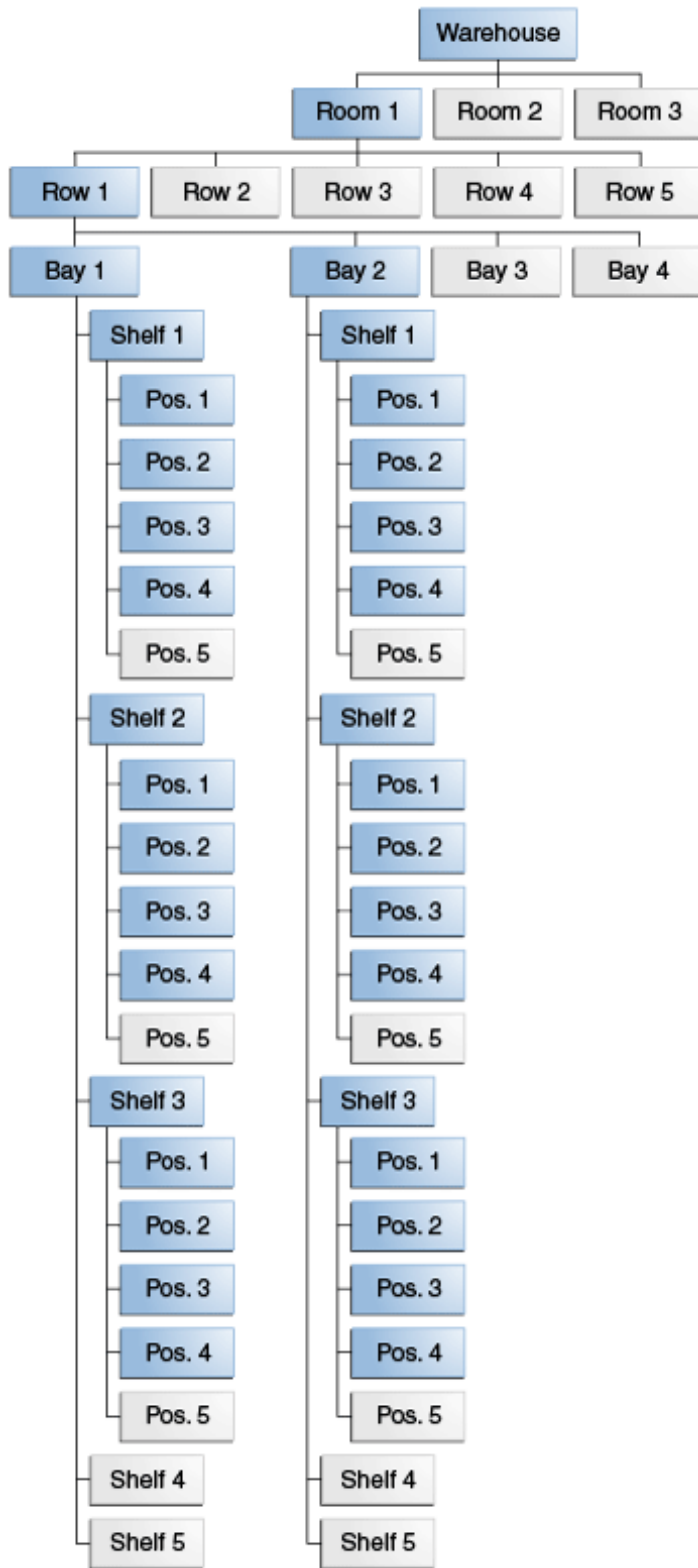 Warehouse
Room 1 Room 2 Room 3
Row 1 Row 2 Row 3 Row 4 Row 5
Bay 1 Bay 2 Bay 3 Bay 4
Shelf 1 Shelf 1
Pos. 1 Pos. 1
Pos. 2 Pos. 2
Pos. 3 Pos. 3
Pos. 4 Pos. 4
Pos. 5 Pos. 5
Shelf 2 Shelf 2
Pos. 1 Pos. 1
Pos. 2 Pos. 2
Pos. 3 Pos. 3
Pos. 4 Pos. 4
Pos. 5 Pos. 5
Shelf 3 Shelf 3
Pos. 1 Pos. 1
Pos. 2 Pos. 2
Pos. 3 Pos. 3
Pos. 4 Pos. 4
Pos. 5 Pos. 5
Shelf 4 Shelf 4
Shelf 5 Shelf 5